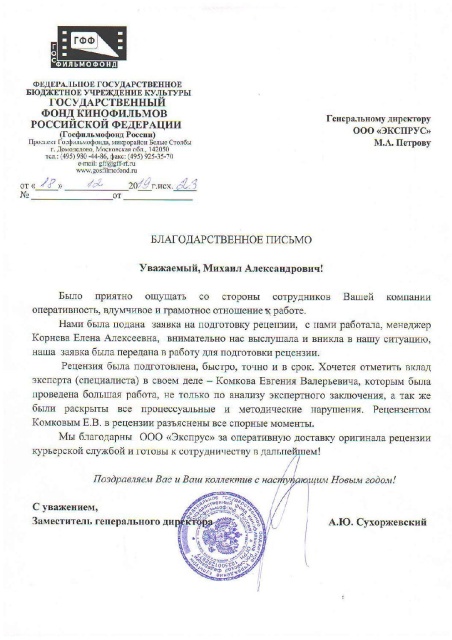 ГФФ
ГОС
ФИЛЬМОФОНД
ФЕДЕРАЛЬНОЕ ГОСУДАРСТВЕННОЕ
БЮДЖЕТНОЕ УЧРЕЖДЕНИЕ КУЛЬТУРЫ
ГОСУДАРСТВЕННЫЙ
ФОНД КИНОФИЛЬМОВ
РОССИЙСКОЙ ФЕДЕРАЦИИ
(Госфильмофонд России)
Проспект Госфильмофонда, микрорайон Белые Столбы
г. Домодедово, Московская обл., 142050
тел.: (495) 980 -44-86, факс: (495) 925-35-70
e-mail: gff@gff-rf.ru
www.gosfilmofond.ru
от « 18 » 12 2019 г.исх. 23
№ от
Генеральному директору
ООО «ЭКСПРУС»
М.А. Петрову
БЛАГОДАРСТВЕННОЕ ПИСЬМО
Уважаемый, Михаил Александрович!
Было приятно ощущать со стороны сотрудников Вашей компании
оперативность, вдумчивое и грамотное отношение к работе.
Нами была подана заявка на подготовку рецензии, с нами работала, менеджер
Корнева Елена Алексеевна, внимательно нас выслушала и вникла в нашу ситуацию,
наша заявка была передана в работу для подготовки рецензии.
Рецензия была подготовлена, быстро, точно и в срок. Хочется отметить вклад
эксперта (специалиста) в своем деле – Комкова Евгения Валерьевича, которым была
проведена большая работа, не только по анализу экспертного заключения, а так же
были раскрыты все процессуальные и методические нарушения. Рецензентом
Комковым Е.В. в рецензии разъяснены все спорные моменты.
Мы благодарны ООО «Экспрус» за оперативную доставку оригинала рецензии
курьерской службой и готовы к сотрудничеству в дальнейшем!
Поздравляем Вас и Ваш коллектив с наступающим Новым годом!
С уважением,
Заместитель генерального директора
А.Ю. Сухоржевский